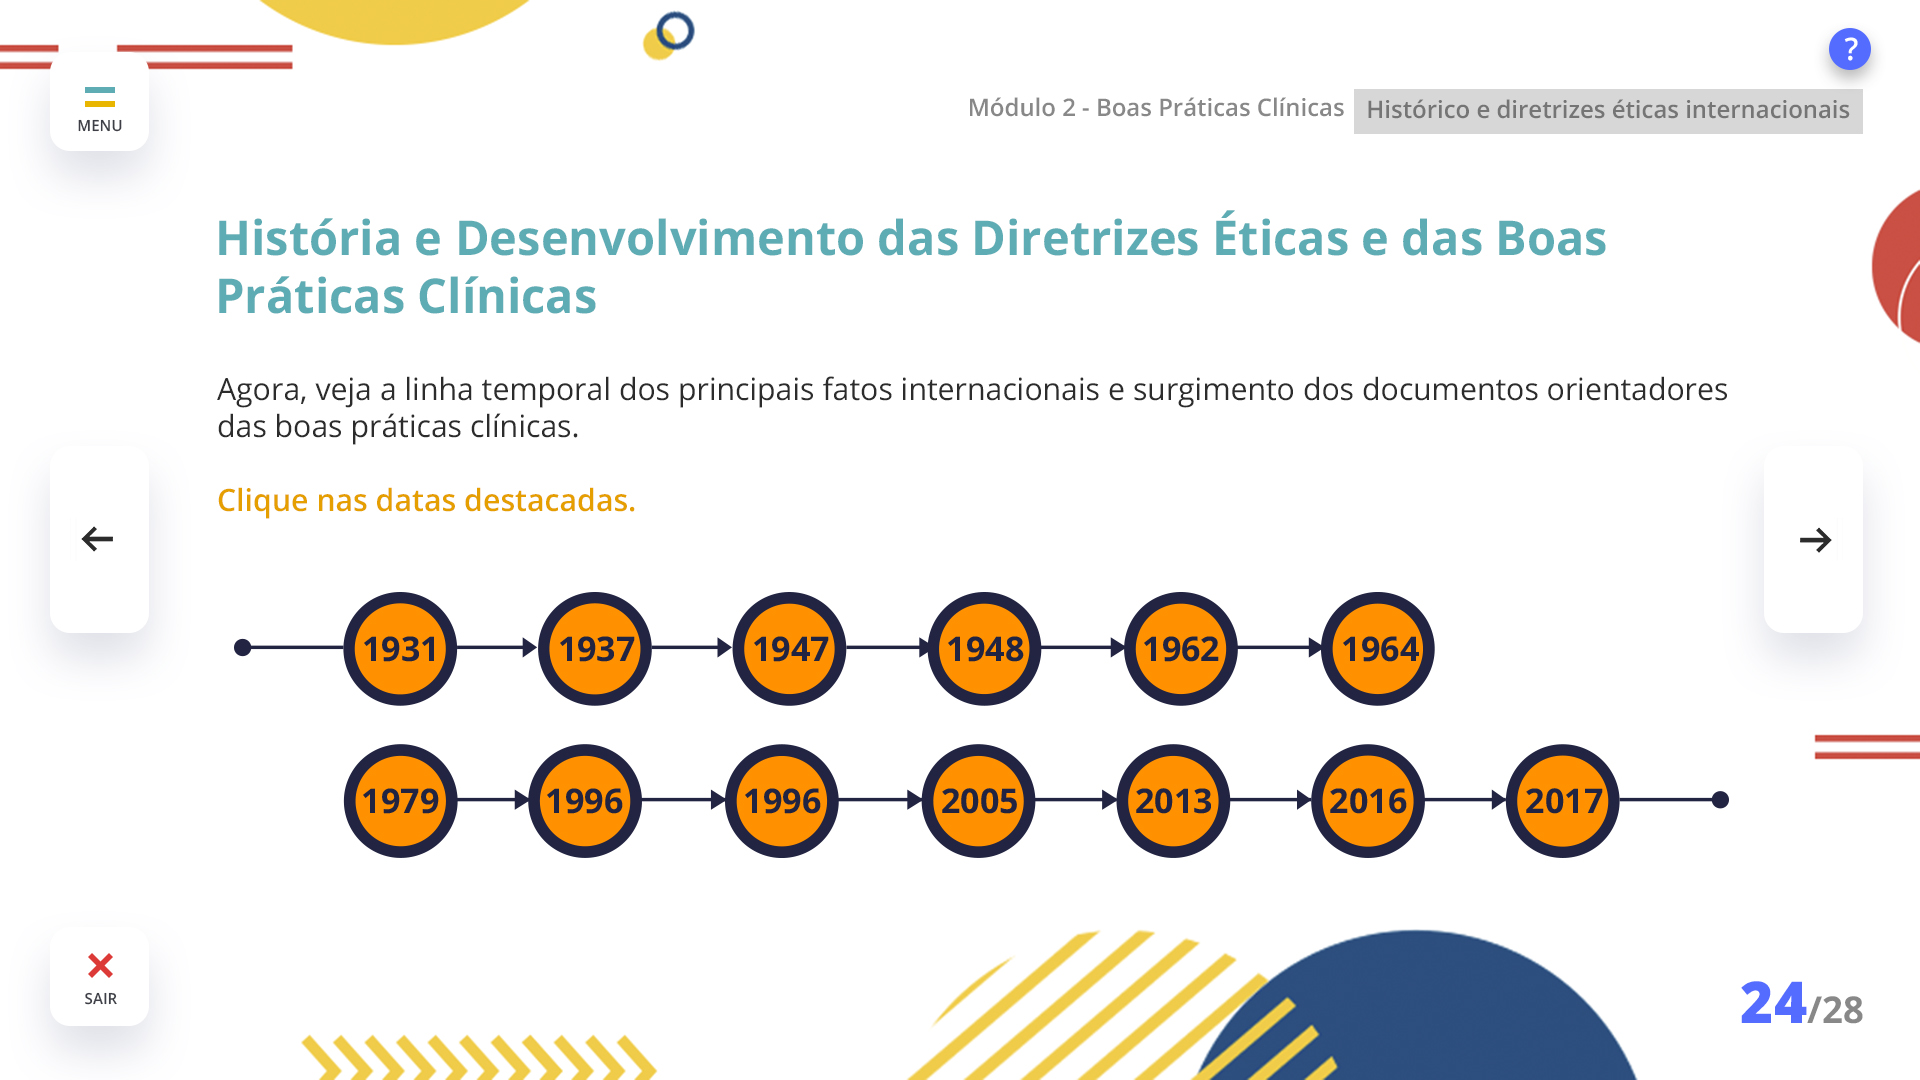 ?
MENU
Módulo 2 - Boas Práticas Clínicas Histórico e diretrizes éticas internacionais
História e Desenvolvimento das Diretrizes Éticas e das Boas
Práticas Clínicas
Agora, veja a linha temporal dos principais fatos internacionais e surgimento dos documentos orientadores
das boas práticas clínicas.
Clique nas datas destacadas.
1931 1937 1947 1948 1962 1964
1979 1996 1996 2005 2013 2016 2017
SAIR
24/28